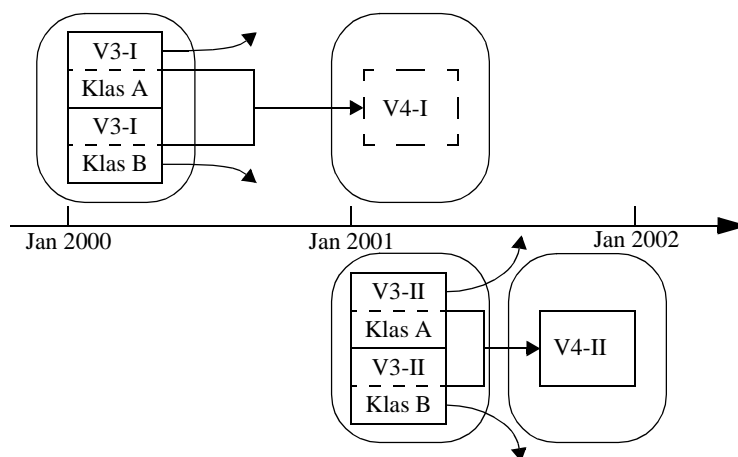 V3-I
Klas A
V3-I
Klas B
V4-I
Jan 2000
Jan 2001
Jan 2002
V3-II
Klas A
V3-II
Klas B
V4-II